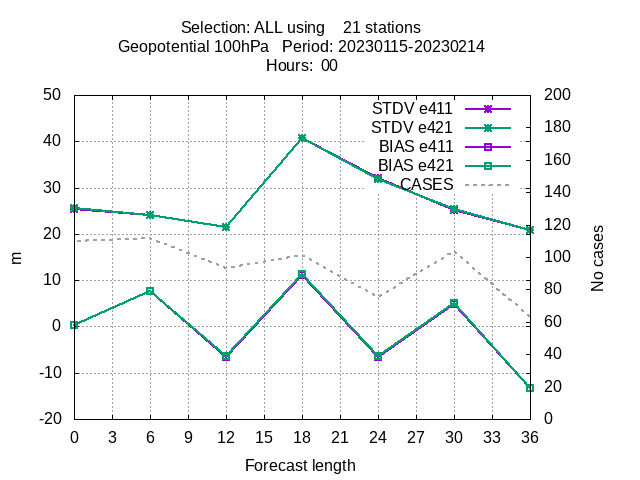 Selection: ALL using    21 stations
Geopotential 100hPa   Period: 20230115-20230214
Hours:  00
50
40
30
20
10
0
-10
-20
m
STDV e411
STDV e421
BIAS e411
BIAS e421
CASES
200
180
160
140
120
100
80
60
40
20
0
No cases
0 3 6 9 12 15 18 21 24 27 30 33 36
Forecast length